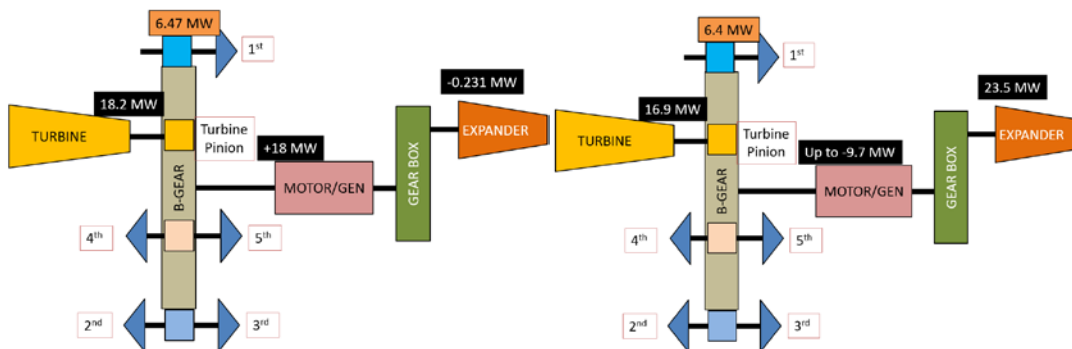 6.47 MW
1st
18.2 MW
TURBINE
Turbine
Pinion
B-GEAR
+18 MW
MOTOR/GEN
GEAR BOX
-0.231 MW
EXPANDER
4th
5th
2nd
3rd
6.4 MW
1st
16.9 MW
TURBINE
Turbine
Pinion
B-GEAR
Up to -9.7 MW
MOTOR/GEN
GEAR BOX
23.5 MW
EXPANDER
4th
5th
2nd
3rd